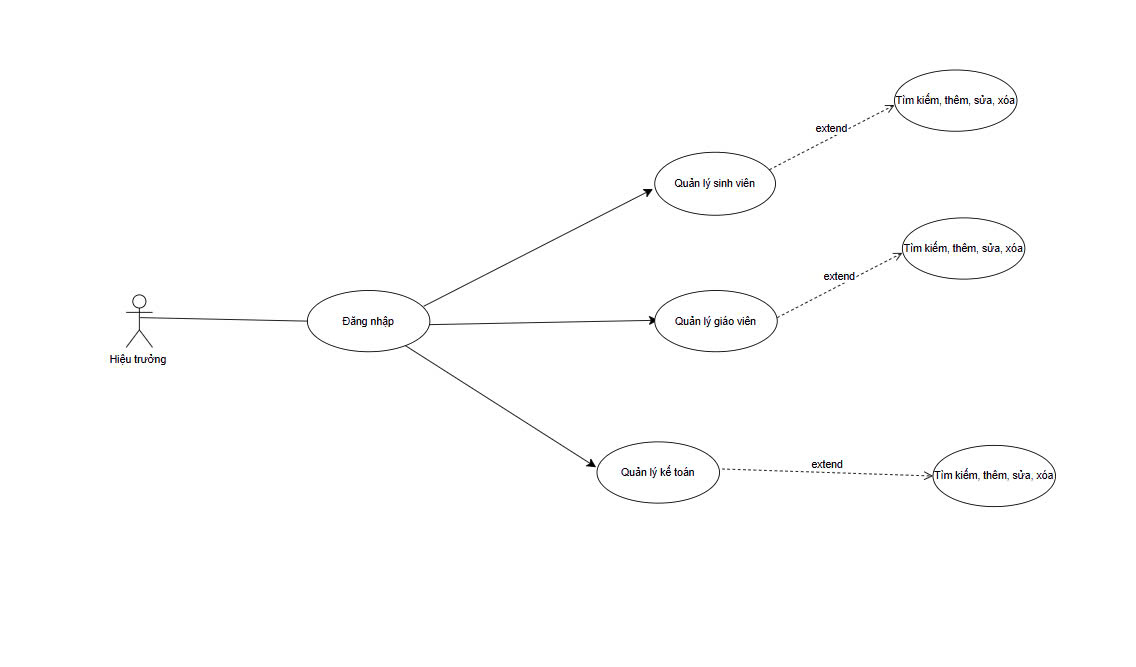 Tìm kiếm, thêm, sửa, xóa
extend
Quản lý sinh viên
Tìm kiếm, thêm, sửa, xóa
extend
Đăng nhập
Quản lý giáo viên
Hiệu trưởng
extend
Quản lý kế toán
Tìm kiếm, thêm, sửa, xóa